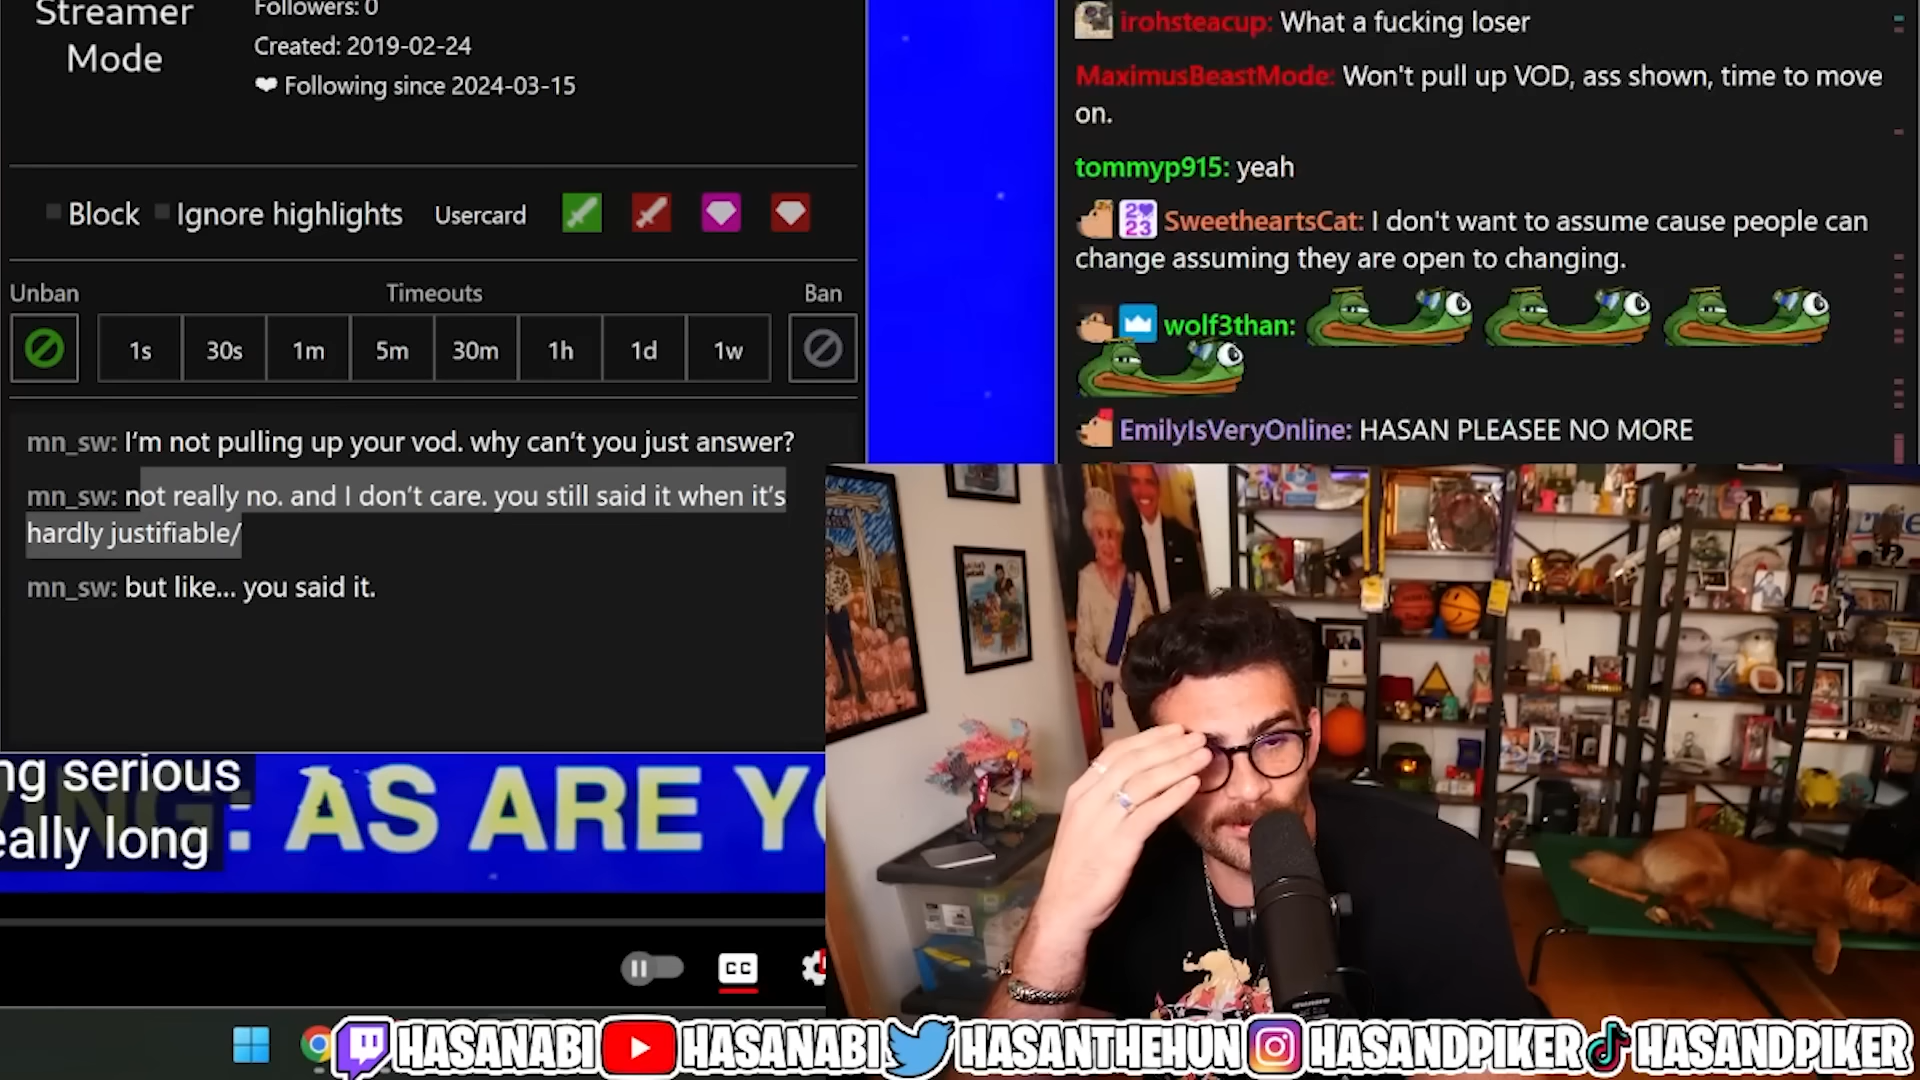 Streamer
Mode
Followers: 0
Created: 2019-02-24
Following since 2024-03-15
Block Ignore highlights Usercard
Unban Timeouts Ban
1s 30s 1m 5m 30m 1h 1d 1w
mn_sw: I'm not pulling up your vod. why can't you just answer?
mn_sw: not really no. and I don't care. you still said it when it's
hardly justifiable/
mn_sw: but like... you said it.
irohsteacup: What a fucking loser
MaximusBeastMode: Won't pull up VOD, ass shown, time to move
on.
tommyp915: yeah
2 23 SweetheartsCat: I don't want to assume cause people can
change assuming they are open to changing.
wolf3than:
EmilyIsVeryOnline: HASAN PLEASEE NO MORE
ng serious
eally long
: AS ARE YO
CC
HASANABI HASANABI HASANTHEHUN HASANDPIKER HASANDPIKER